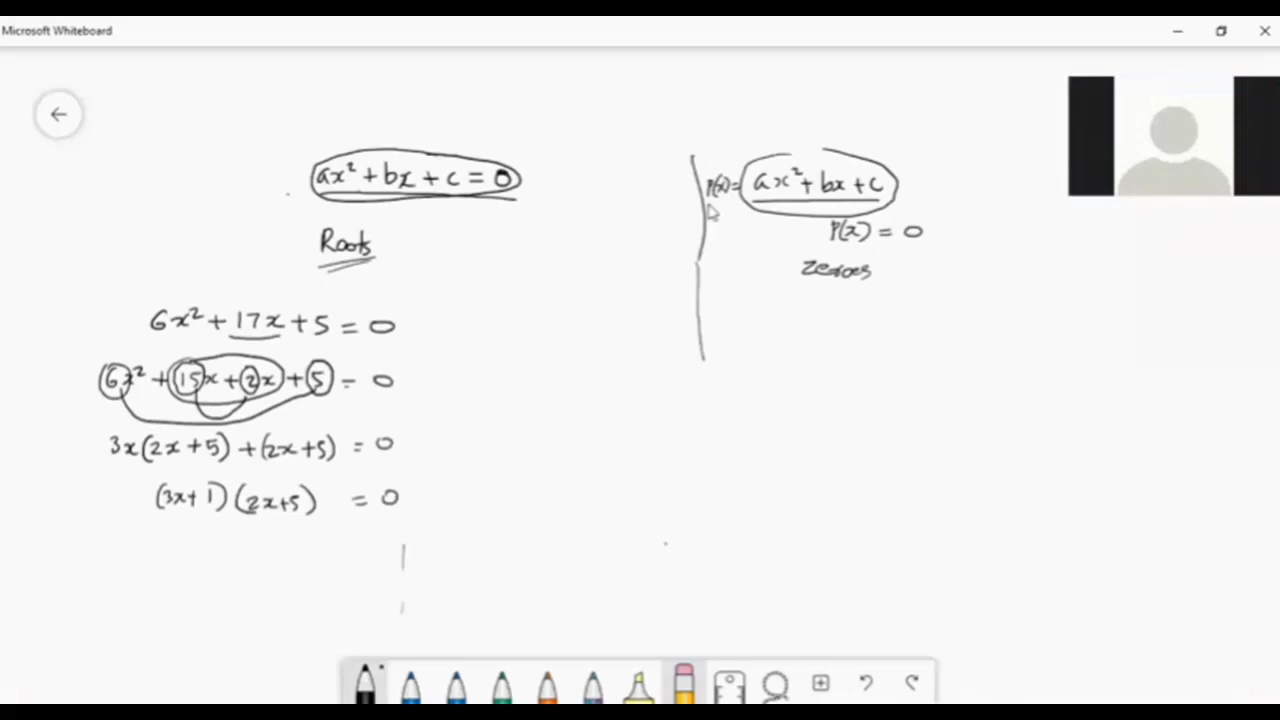 Microsoft Whiteboard
ax² + bx + c = 0
Roots
6x² + 17x + 5 = 0
6x² + 15x + 2x + 5 = 0
3x(2x+5) + (2x+5) = 0
(3x+1)(2x+5) = 0
P(x) = ax² + bx + c
P(x) = 0
zeroes